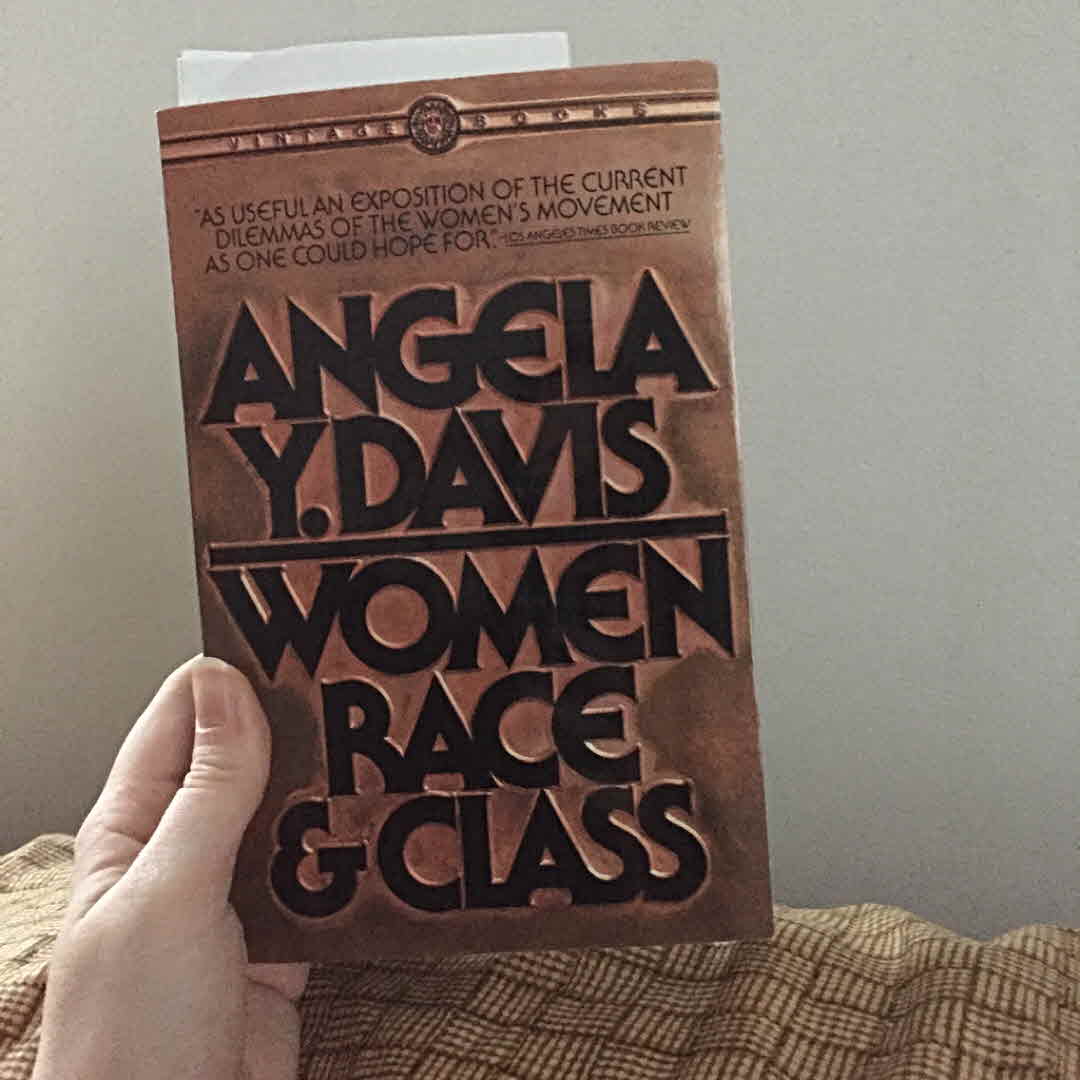 VINTAGE BOOKS
"AS USEFUL AN EXPOSITION OF THE CURRENT
DILEMMAS OF THE WOMEN'S MOVEMENT
AS ONE COULD HOPE FOR." –LOS ANGELES TIMES BOOK REVIEW
ANGELA
Y. DAVIS
WOMEN
RACE
& CLASS